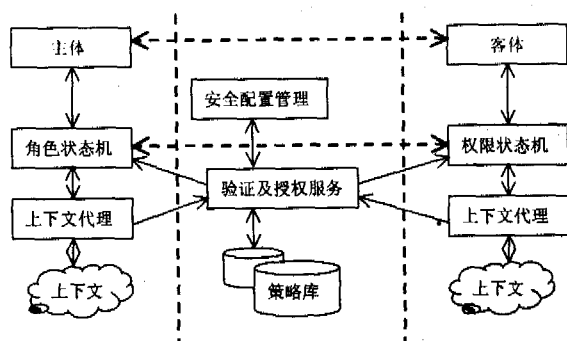 主体
客体
安全配置管理
角色状态机
权限状态机
验证及授权服务
上下文代理
上下文代理
上下文
策略库
上下文